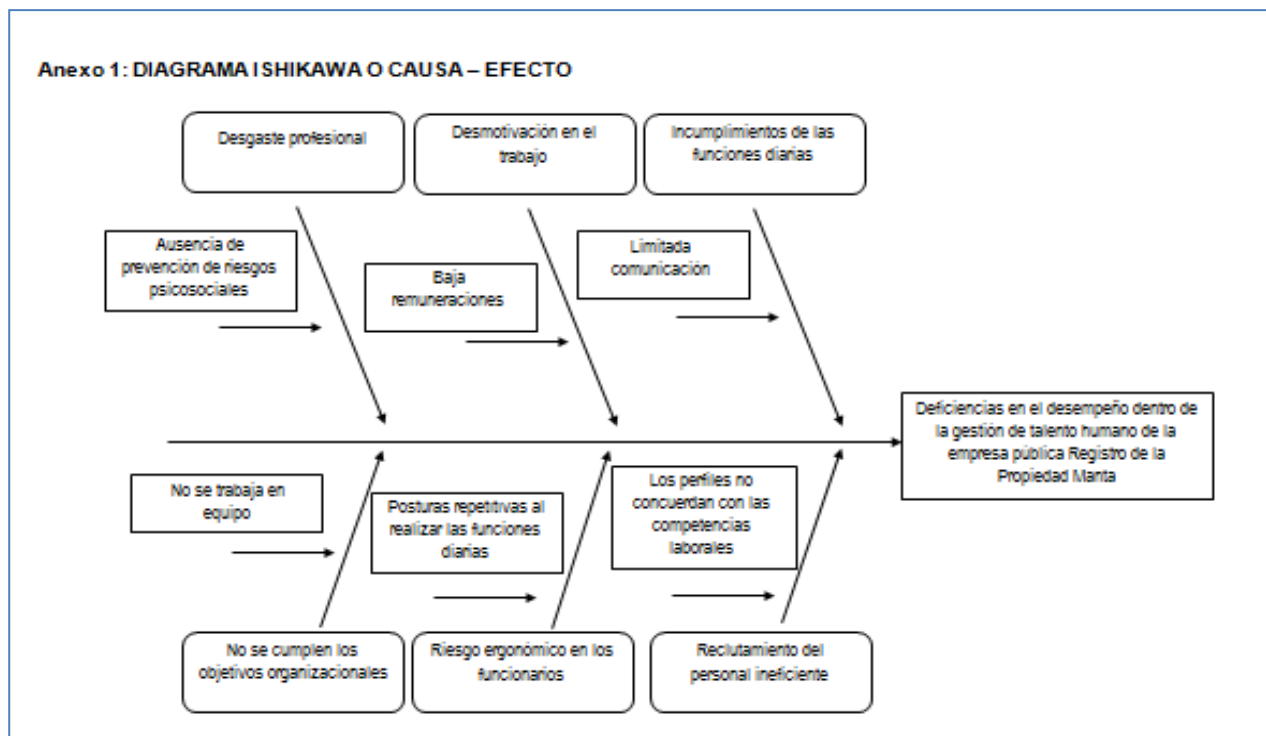 Anexo 1: DIAGRAMA ISHIKAWA O CAUSA – EFECTO
Desgaste profesional
Desmotivación en el
trabajo
Incumplimientos de las
funciones diarias
Ausencia de
prevención de riesgos
psicosociales
Baja
remuneraciones
Limitada
comunicación
Deficiencias en el desempeño dentro de
la gestión de talento humano de la
empresa pública Registro de la
Propiedad Manta
No se trabaja en
equipo
Posturas repetitivas al
realizar las funciones
diarias
Los perfiles no
concuerdan con las
competencias
laborales
No se cumplen los
objetivos organizacionales
Riesgo ergonómico en los
funcionarios
Reclutamiento del
personal ineficiente